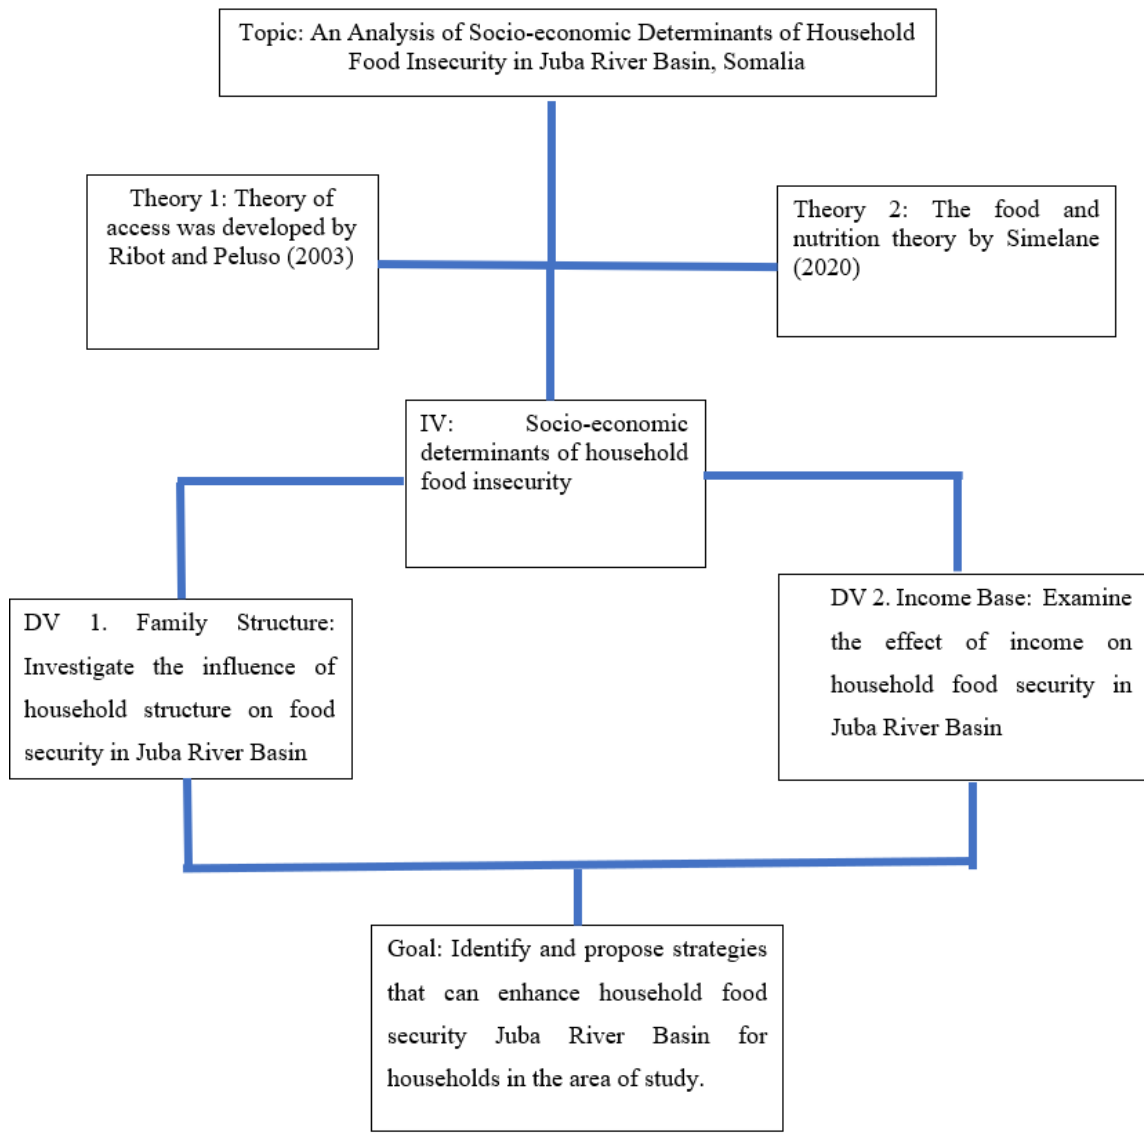 Topic: An Analysis of Socio-economic Determinants of Household
Food Insecurity in Juba River Basin, Somalia
Theory 1: Theory of
access was developed by
Ribot and Peluso (2003)
Theory 2: The food and
nutrition theory by Simelane
(2020)
IV: Socio-economic
determinants of household
food insecurity
DV 1. Family Structure:
Investigate the influence of
household structure on food
security in Juba River Basin
DV 2. Income Base: Examine
the effect of income on
household food security in
Juba River Basin
Goal: Identify and propose strategies
that can enhance household food
security Juba River Basin for
households in the area of study.